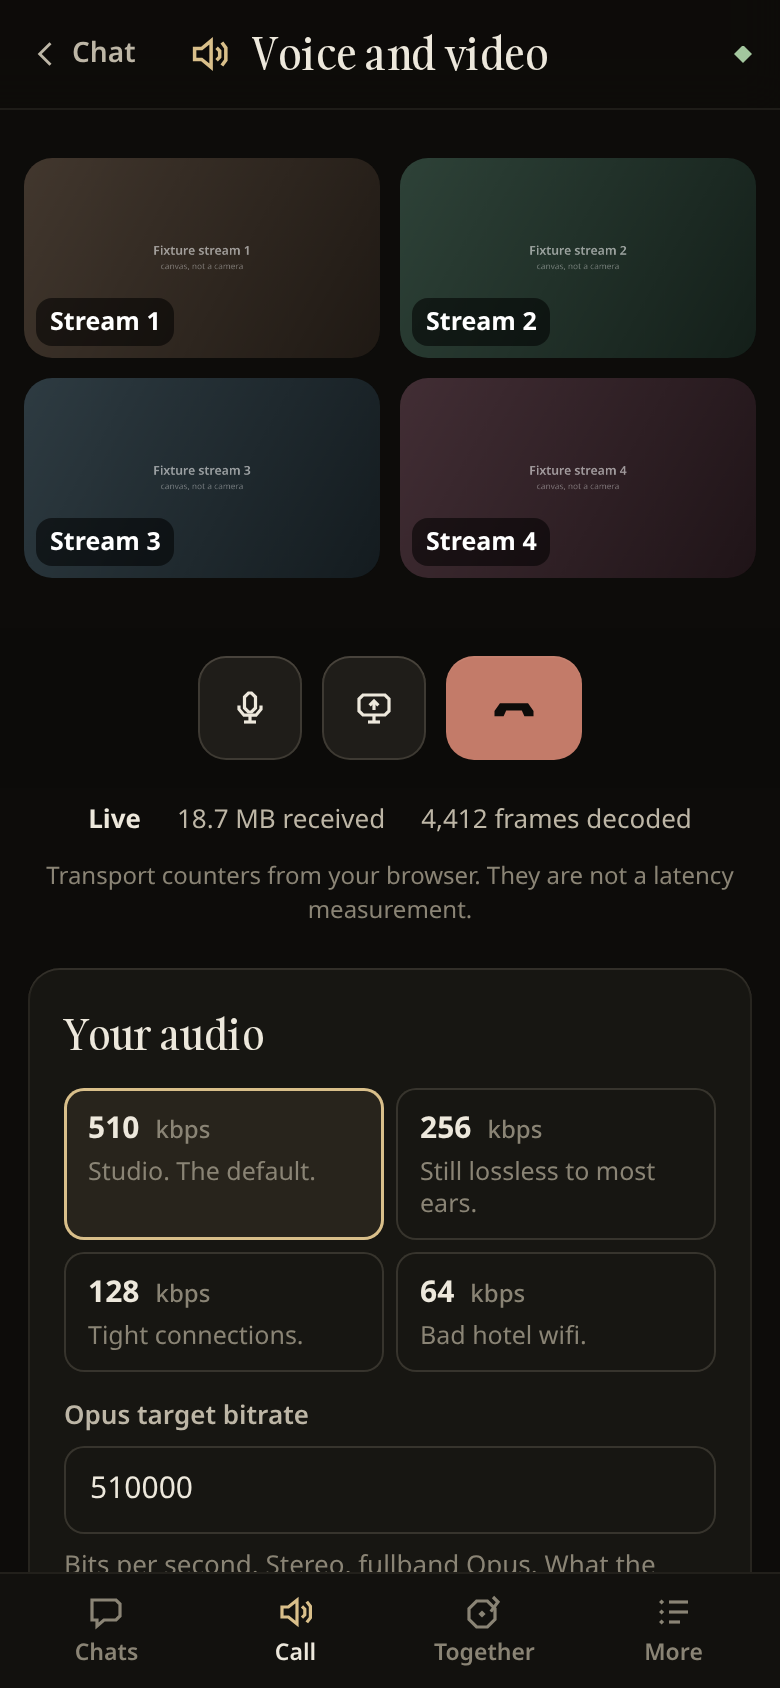 Chat
Voice and video
Fixture stream 1
canvas, not a camera
Stream 1
Fixture stream 2
canvas, not a camera
Stream 2
Fixture stream 3
canvas, not a camera
Stream 3
Fixture stream 4
canvas, not a camera
Stream 4
Live 18.7 MB received 4,412 frames decoded
Transport counters from your browser. They are not a latency
measurement.
Your audio
510 kbps
Studio. The default.
256 kbps
Still lossless to most
ears.
128 kbps
Tight connections.
64 kbps
Bad hotel wifi.
Opus target bitrate
510000
Bits per second. Stereo, fullband Opus. What the
Chats
Call
Together
More